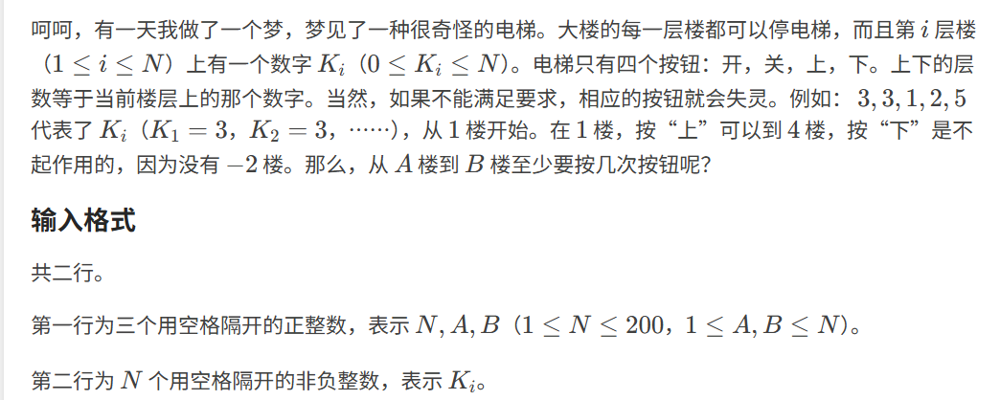 呵呵，有一天我做了一个梦，梦见了一种很奇怪的电梯。大楼的每一层楼都可以停电梯，而且第 i 层楼
（1 ≤ i ≤ N）上有一个数字 K_i（0 ≤ K_i ≤ N）。电梯只有四个按钮：开，关，上，下。上下的层
数等于当前楼层上的那个数字。当然，如果不能满足要求，相应的按钮就会失灵。例如： 3, 3, 1, 2, 5
代表了 K_i（K_1 = 3，K_2 = 3，……），从 1 楼开始。在 1 楼，按“上”可以到 4 楼，按“下”是不
起作用的，因为没有 −2 楼。那么，从 A 楼到 B 楼至少要按几次按钮呢？
输入格式
共二行。
第一行为三个用空格隔开的正整数，表示 N, A, B（1 ≤ N ≤ 200，1 ≤ A, B ≤ N）。
第二行为 N 个用空格隔开的非负整数，表示 K_i。